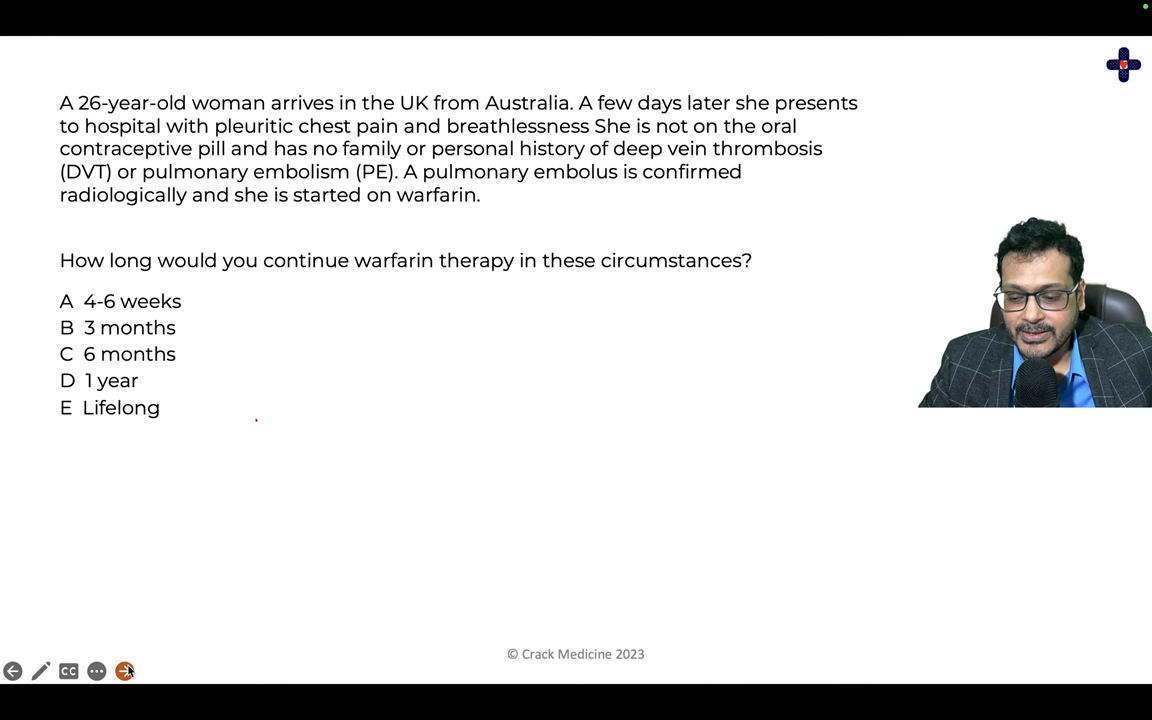 A 26-year-old woman arrives in the UK from Australia. A few days later she presents
to hospital with pleuritic chest pain and breathlessness She is not on the oral
contraceptive pill and has no family or personal history of deep vein thrombosis
(DVT) or pulmonary embolism (PE). A pulmonary embolus is confirmed
radiologically and she is started on warfarin.
How long would you continue warfarin therapy in these circumstances?
A 4-6 weeks
B 3 months
C 6 months
D 1 year
E Lifelong
© Crack Medicine 2023
CC